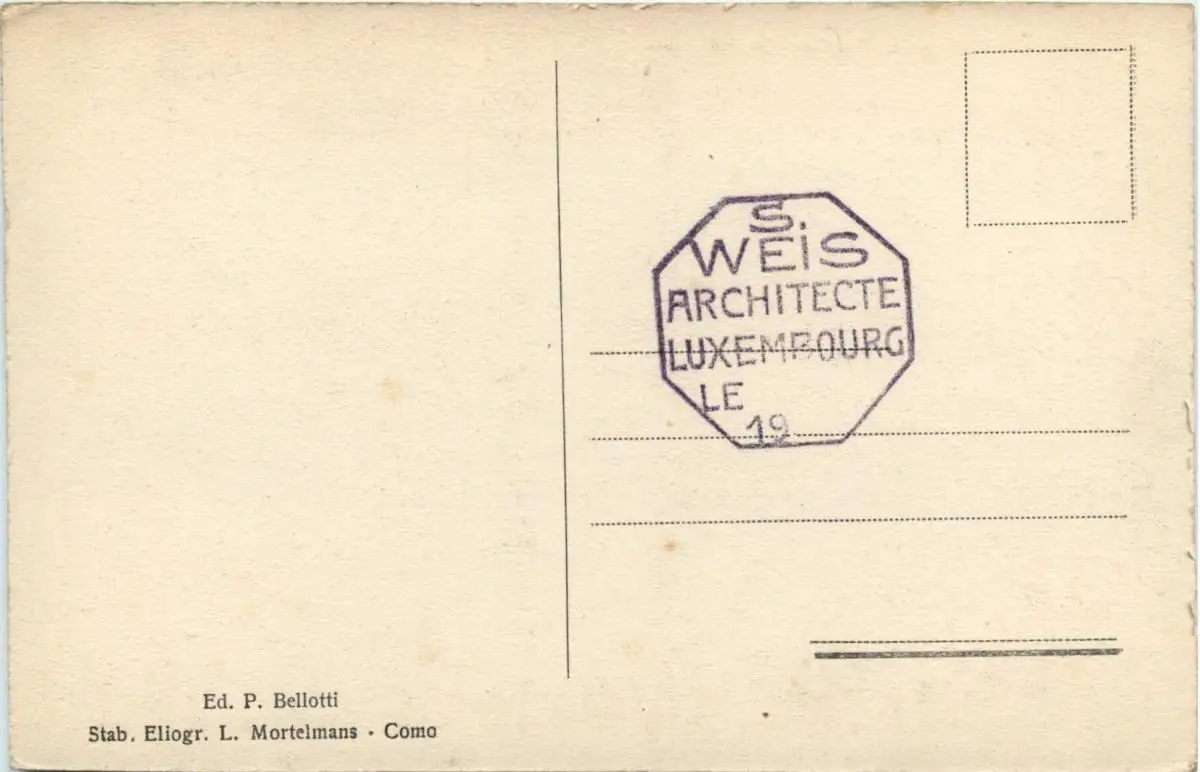 S.
WEiS
ARCHITECTE
LUXEMBOURG
LE
19
Ed. P. Bellotti
Stab. Eliogr. L. Mortelmans · Como